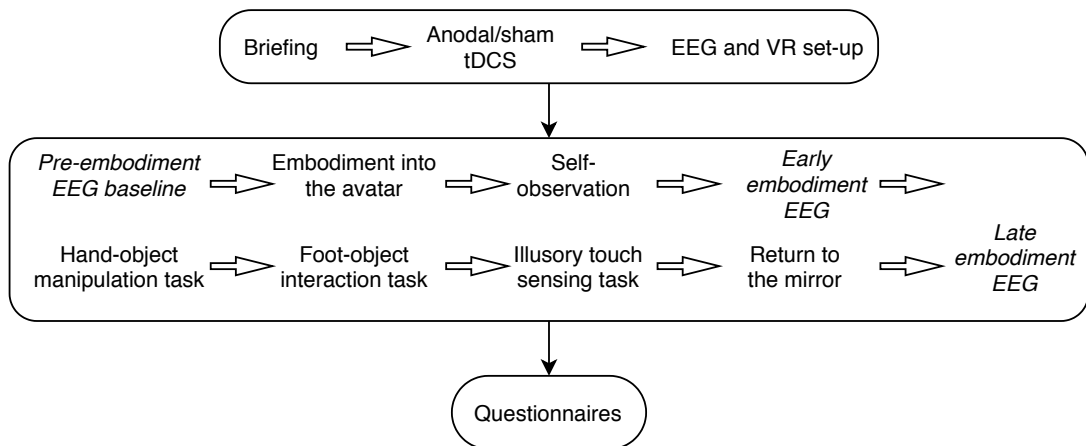 Briefing
Anodal/sham
tDCS
EEG and VR set-up
Pre-embodiment
EEG baseline
Embodiment into
the avatar
Self-
observation
Early
embodiment
EEG
Hand-object
manipulation task
Foot-object
interaction task
Illusory touch
sensing task
Return to
the mirror
Late
embodiment
EEG
Questionnaires